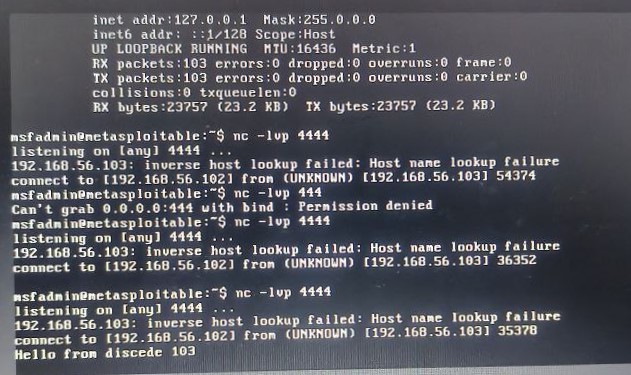 inet addr:127.0.0.1 Mask:255.0.0.0
inet6 addr: ::1/128 Scope:Host
UP LOOPBACK RUNNING MTU:16436 Metric:1
RX packets:103 errors:0 dropped:0 overruns:0 frame:0
TX packets:103 errors:0 dropped:0 overruns:0 carrier:0
collisions:0 txqueuelen:0
RX bytes:23757 (23.2 KB) TX bytes:23757 (23.2 KB)
msfadmin@metasploitable:~$ nc -lvp 4444
listening on [any] 4444 ...
192.168.56.103: inverse host lookup failed: Host name lookup failure
connect to [192.168.56.102] from (UNKNOWN) [192.168.56.103] 54374
msfadmin@metasploitable:~$ nc -lvp 444
Can't grab 0.0.0.0:444 with bind : Permission denied
msfadmin@metasploitable:~$ nc -lvp 4444
listening on [any] 4444 ...
192.168.56.103: inverse host lookup failed: Host name lookup failure
connect to [192.168.56.102] from (UNKNOWN) [192.168.56.103] 36352
msfadmin@metasploitable:~$ nc -lvp 4444
listening on [any] 4444 ...
192.168.56.103: inverse host lookup failed: Host name lookup failure
connect to [192.168.56.102] from (UNKNOWN) [192.168.56.103] 35378
Hello from discede 103